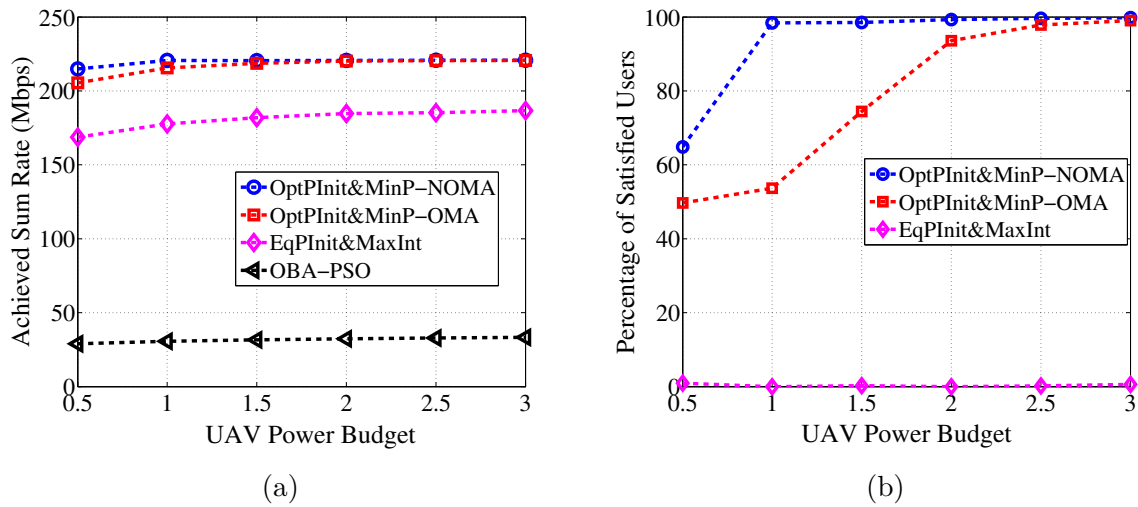 250
200
150
100
50
0
Achieved Sum Rate (Mbps)
OptPInit&MinP−NOMA
OptPInit&MinP−OMA
EqPInit&MaxInt
OBA−PSO
0.5 1 1.5 2 2.5 3
UAV Power Budget
(a)
100
80
60
40
20
0
Percentage of Satisfied Users
OptPInit&MinP−NOMA
OptPInit&MinP−OMA
EqPInit&MaxInt
0.5 1 1.5 2 2.5 3
UAV Power Budget
(b)